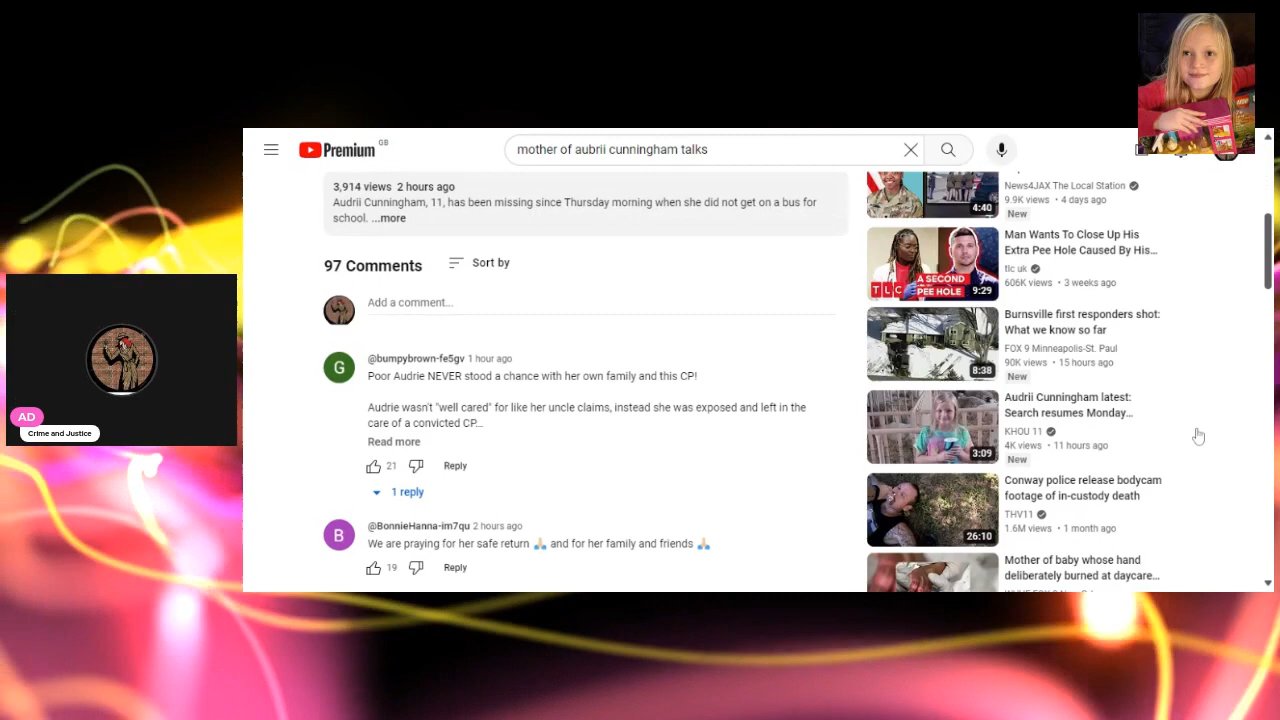 Premium GB
mother of aubrii cunningham talks
3,914 views 2 hours ago
Audrii Cunningham, 11, has been missing since Thursday morning when she did not get on a bus for
school. ...more
97 Comments
Sort by
Add a comment...
G
@bumpybrown-fe5gv 1 hour ago
Poor Audrie NEVER stood a chance with her own family and this CP!
Audrie wasn't "well cared" for like her uncle claims, instead she was exposed and left in the
care of a convicted CP...
Read more
21
Reply
1 reply
B
@BonnieHanna-im7qu 2 hours ago
We are praying for her safe return 🙏 and for her family and friends 🙏
19
Reply
4:40
News4JAX The Local Station
9.9K views • 4 days ago
New
TLC
A SECOND
PEE HOLE
9:29
Man Wants To Close Up His
Extra Pee Hole Caused By His...
tlc uk
606K views • 3 weeks ago
8:38
Burnsville first responders shot:
What we know so far
FOX 9 Minneapolis-St. Paul
90K views • 15 hours ago
New
3:09
Audrii Cunningham latest:
Search resumes Monday...
KHOU 11
4K views • 11 hours ago
New
26:10
Conway police release bodycam
footage of in-custody death
THV11
1.6M views • 1 month ago
Mother of baby whose hand
deliberately burned at daycare...
AD
Crime and Justice